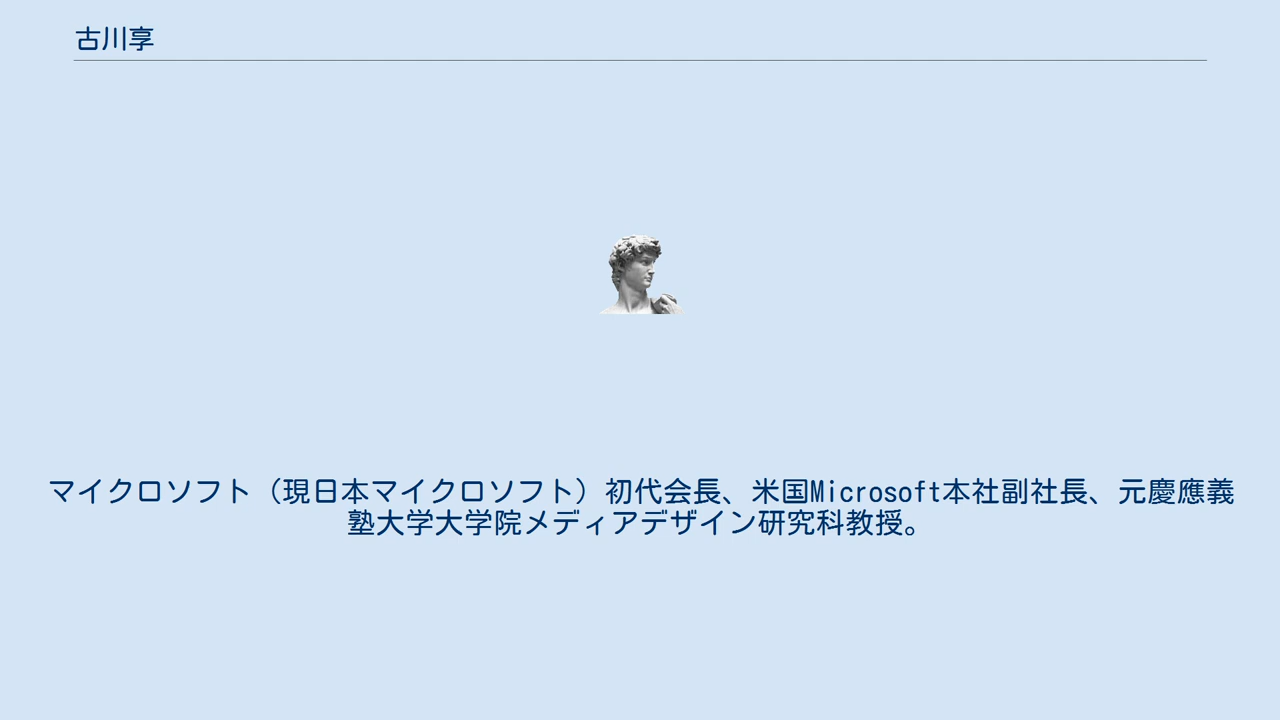 古川享
マイクロソフト（現日本マイクロソフト）初代会長、米国Microsoft本社副社長、元慶應義
塾大学大学院メディアデザイン研究科教授。